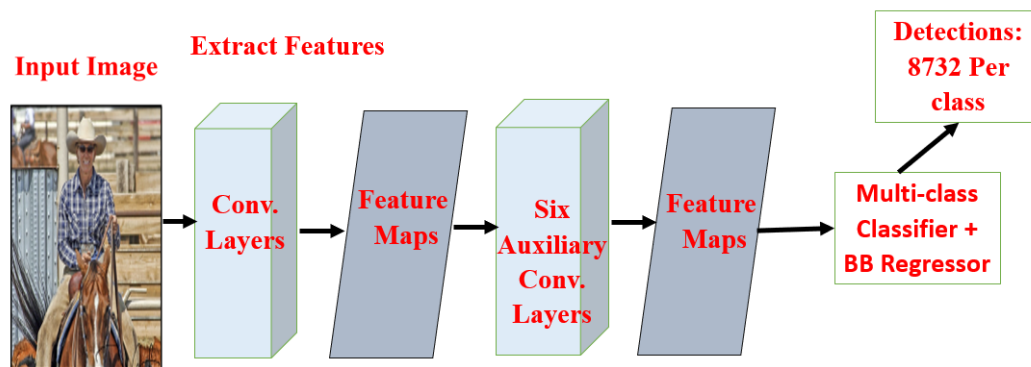 Input Image
Extract Features
Conv.
Layers
Feature
Maps
Six
Auxiliary
Conv.
Layers
Feature
Maps
Multi-class
Classifier +
BB Regressor
Detections:
8732 Per
class